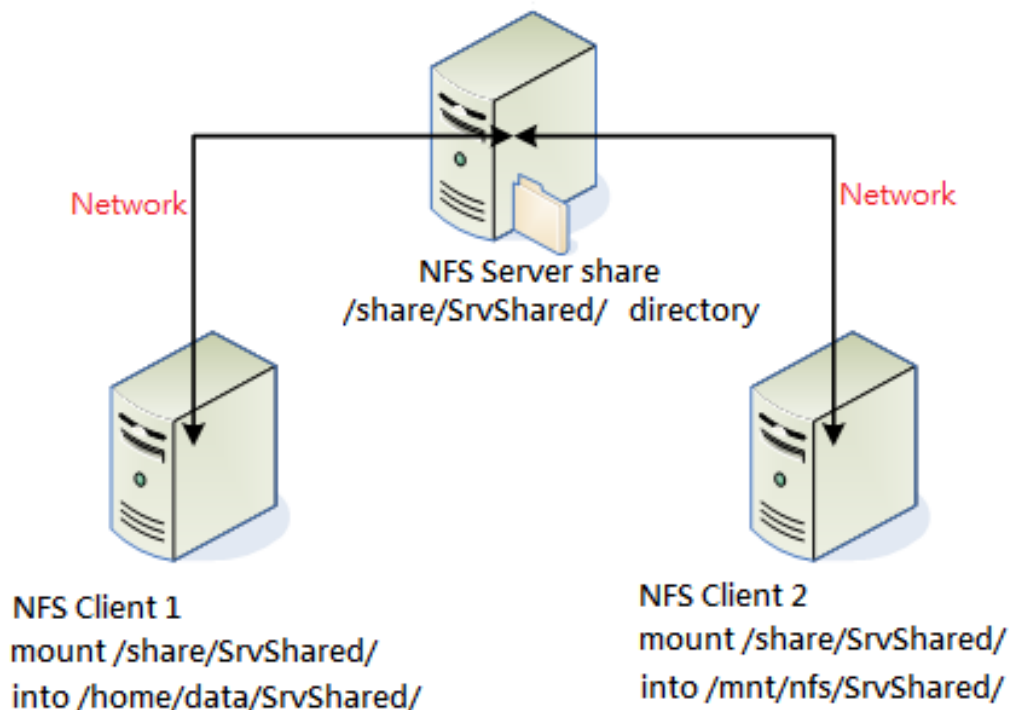 Network
Network
NFS Server share
/share/SrvShared/ directory
NFS Client 1
mount /share/SrvShared/
into /home/data/SrvShared/
NFS Client 2
mount /share/SrvShared/
into /mnt/nfs/SrvShared/